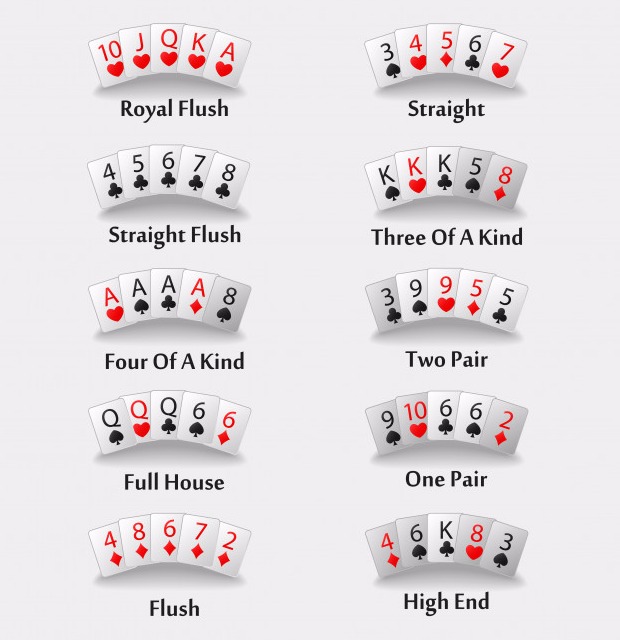 10 J Q K A
Royal Flush
4 5 6 7 8
Straight Flush
A A A A 8
Four Of A Kind
Q Q Q 6 6
Full House
4 8 6 7 2
Flush
3 4 5 6 7
Straight
K K K 5 8
Three Of A Kind
3 9 9 5 5
Two Pair
9 10 6 6 2
One Pair
4 6 K 8 3
High End